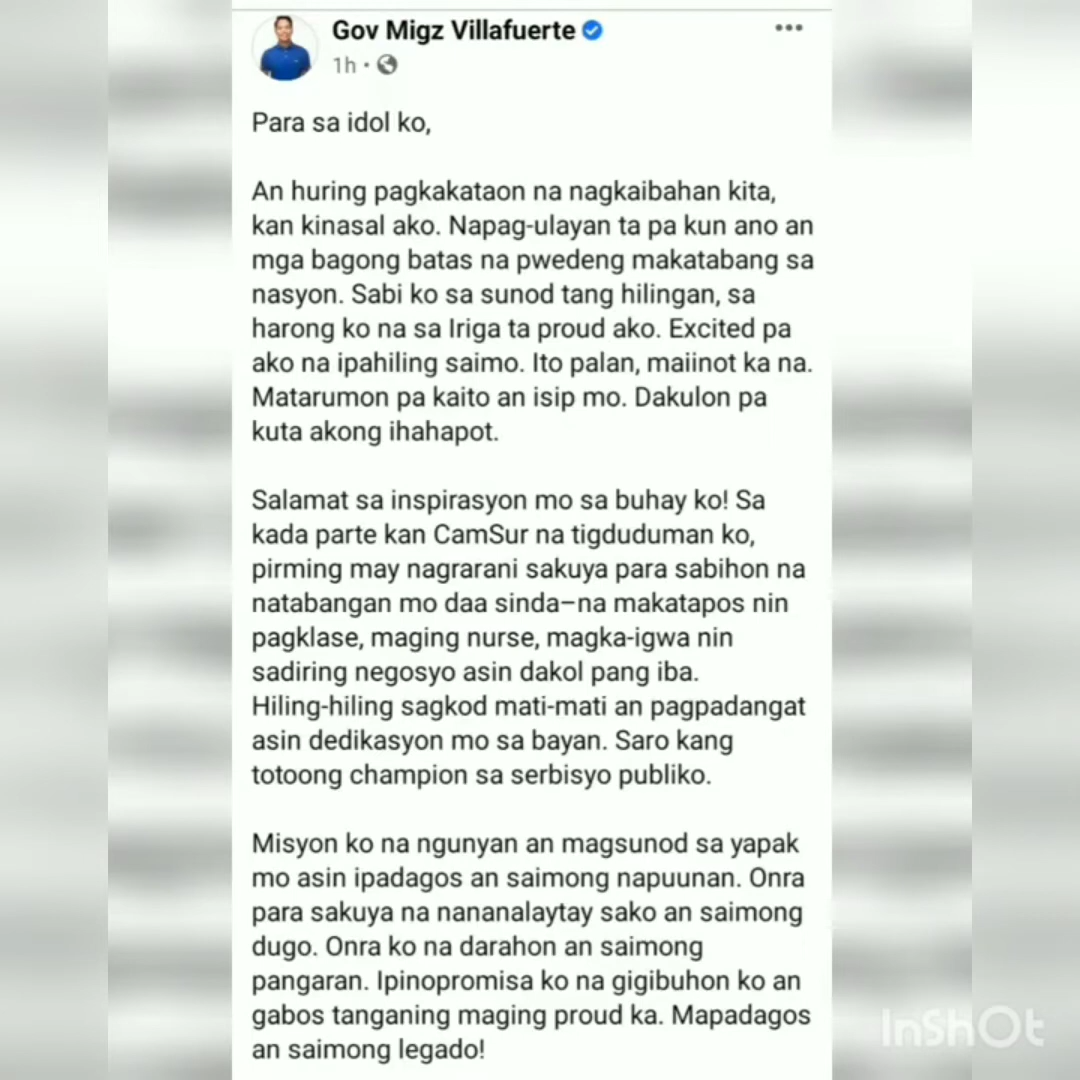 Gov Migz Villafuerte
1h
Para sa idol ko,
An huring pagkakataon na nagkaibahan kita,
kan kinasal ako. Napag-ulayan ta pa kun ano an
mga bagong batas na pwedeng makatabang sa
nasyon. Sabi ko sa sunod tang hilingan, sa
harong ko na sa Iriga ta proud ako. Excited pa
ako na ipahiling saimo. Ito palan, maiinot ka na.
Matarumon pa kaito an isip mo. Dakulon pa
kuta akong ihahapot.
Salamat sa inspirasyon mo sa buhay ko! Sa
kada parte kan CamSur na tigduduman ko,
pirming may nagrarani sakuya para sabihon na
natabangan mo daa sinda–na makatapos nin
pagklase, maging nurse, magka-igwa nin
sadiring negosyo asin dakol pang iba.
Hiling-hiling sagkod mati-mati an pagpadangat
asin dedikasyon mo sa bayan. Saro kang
totoong champion sa serbisyo publiko.
Misyon ko na ngunyan an magsunod sa yapak
mo asin ipadagos an saimong napuunan. Onra
para sakuya na nananalaytay sako an saimong
dugo. Onra ko na darahon an saimong
pangaran. Ipinopromisa ko na gigibuhon ko an
gabos tanganing maging proud ka. Mapadagos
an saimong legado!
InShOt